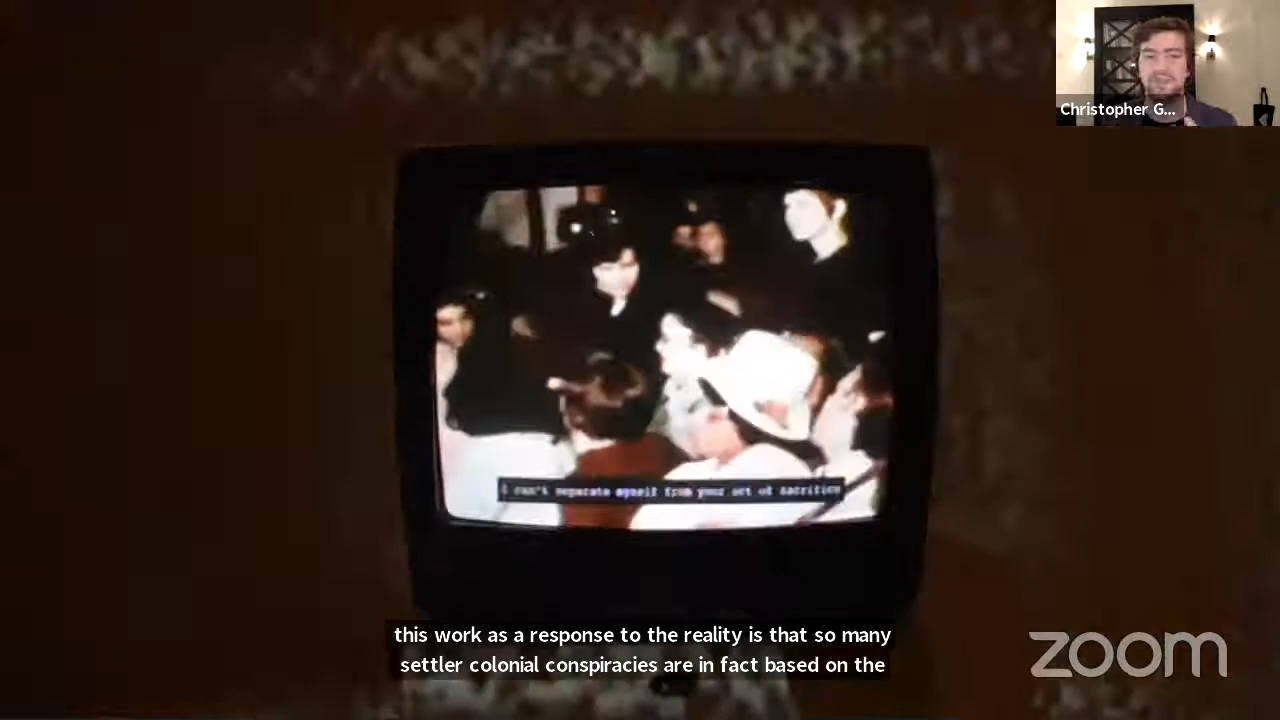 Christopher G...
I can't separate myself from your act of sacrifice
this work as a response to the reality is that so many
settler colonial conspiracies are in fact based on the
zoom